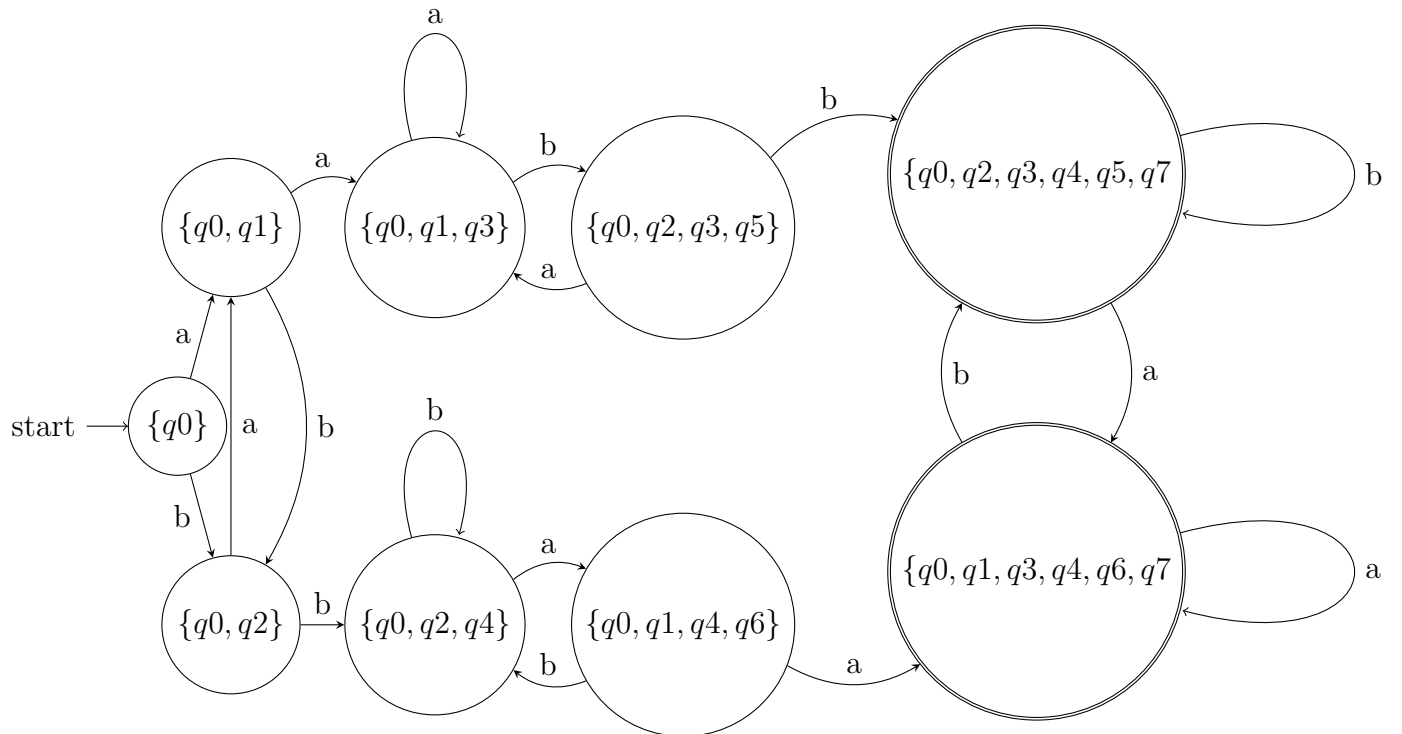 a
b
{q0, q2, q3, q4, q5, q7
b
a
b
{q0, q1}
{q0, q1, q3}
{q0, q2, q3, q5}
a
a
b
a
start
{q0}
a
b
b
b
a
{q0, q1, q3, q4, q6, q7
a
b
{q0, q2}
b
{q0, q2, q4}
{q0, q1, q4, q6}
b
a